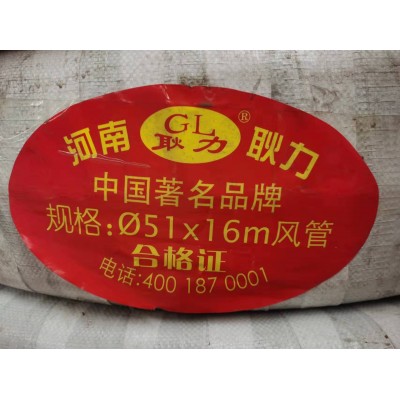 河南 GL® 耿力
耿力
中国著名品牌
规格:Ø51x16m风管
合格证
电话:400 187 0001